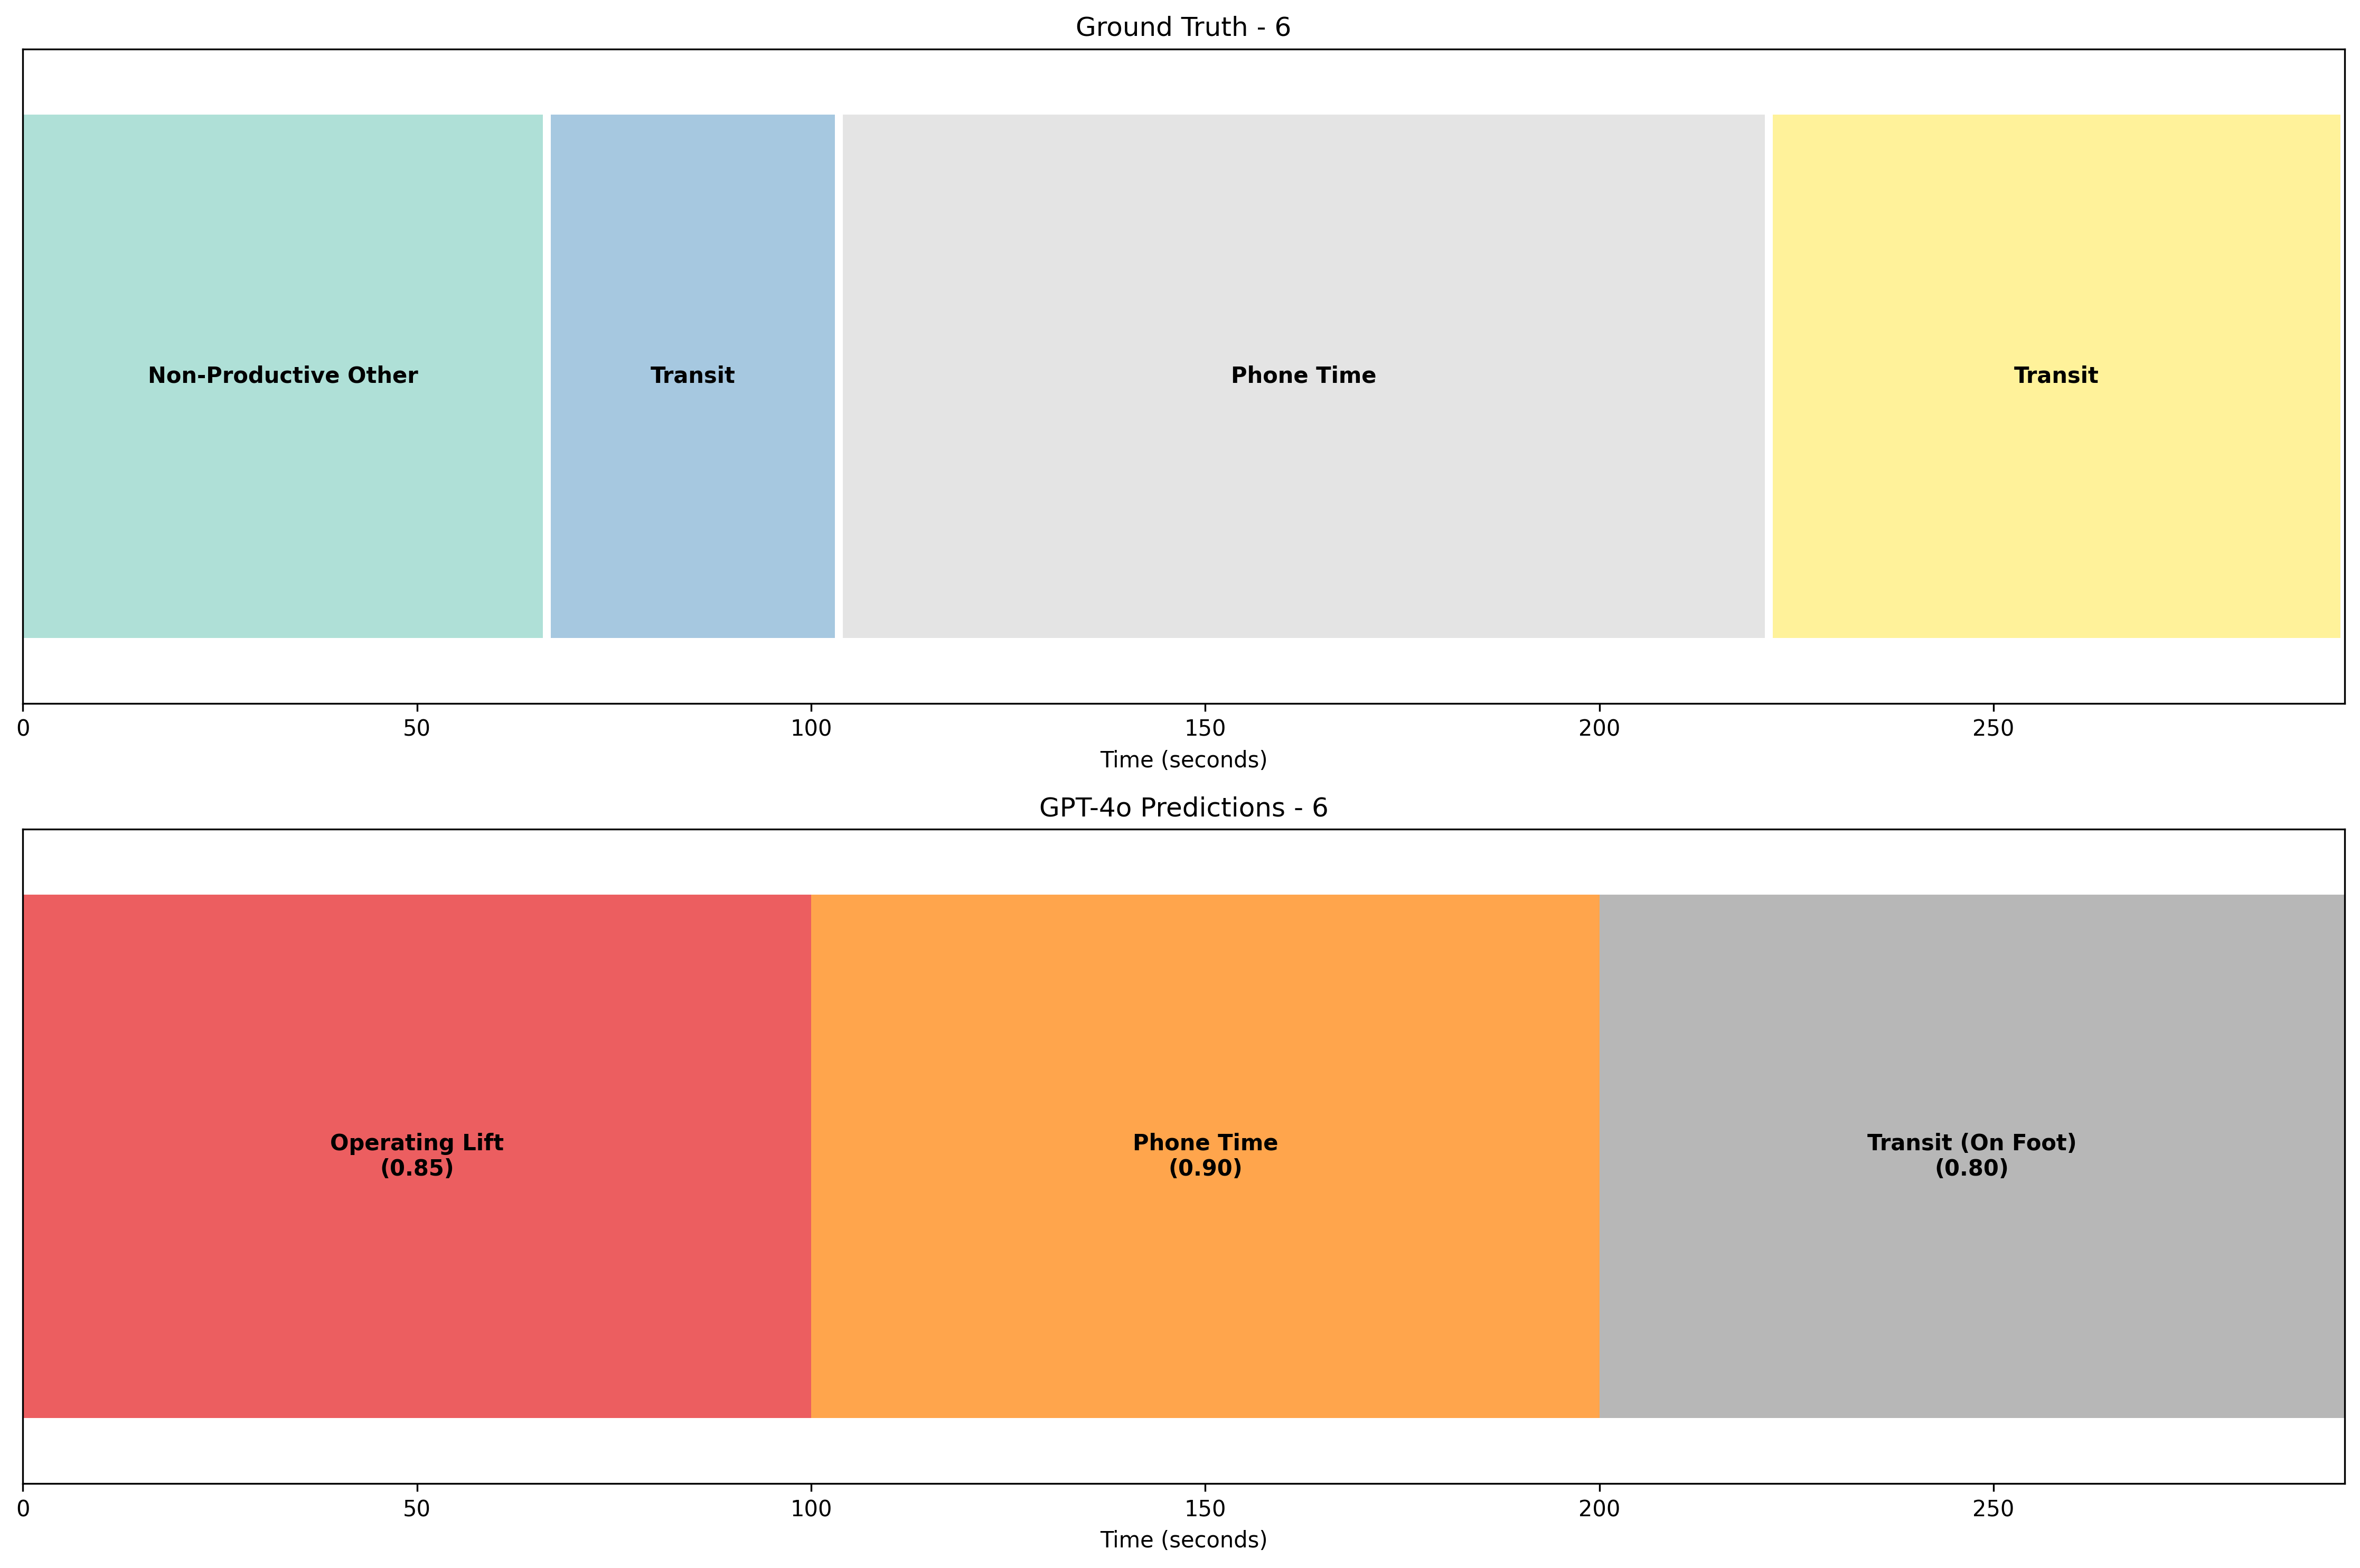 Ground Truth - 6
Non-Productive Other
Transit
Phone Time
Transit
0
50
100
150
200
250
Time (seconds)
GPT-4o Predictions - 6
Operating Lift
(0.85)
Phone Time
(0.90)
Transit (On Foot)
(0.80)
0
50
100
150
200
250
Time (seconds)